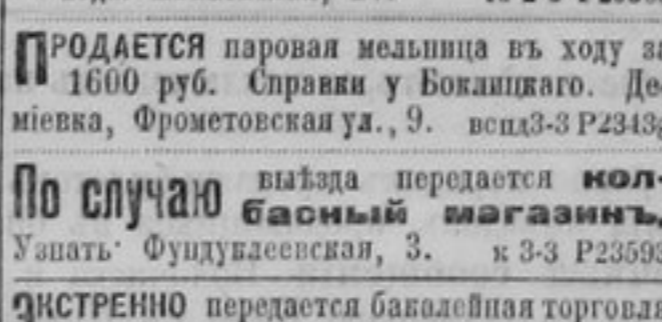 ПРОДАЕТСЯ паровая мельница въ ходу за
1600 руб. Справки у Боклицкаго. Де-
міевка, Фрометовская ул., 9. вспд3-3 Р2343
По случаю выѣзда передается кол-
басный магазинъ,
Узнать Фундуклеевская, 3. к 3-3 Р23593
ЭКСТРЕННО передается бакалейная торговля